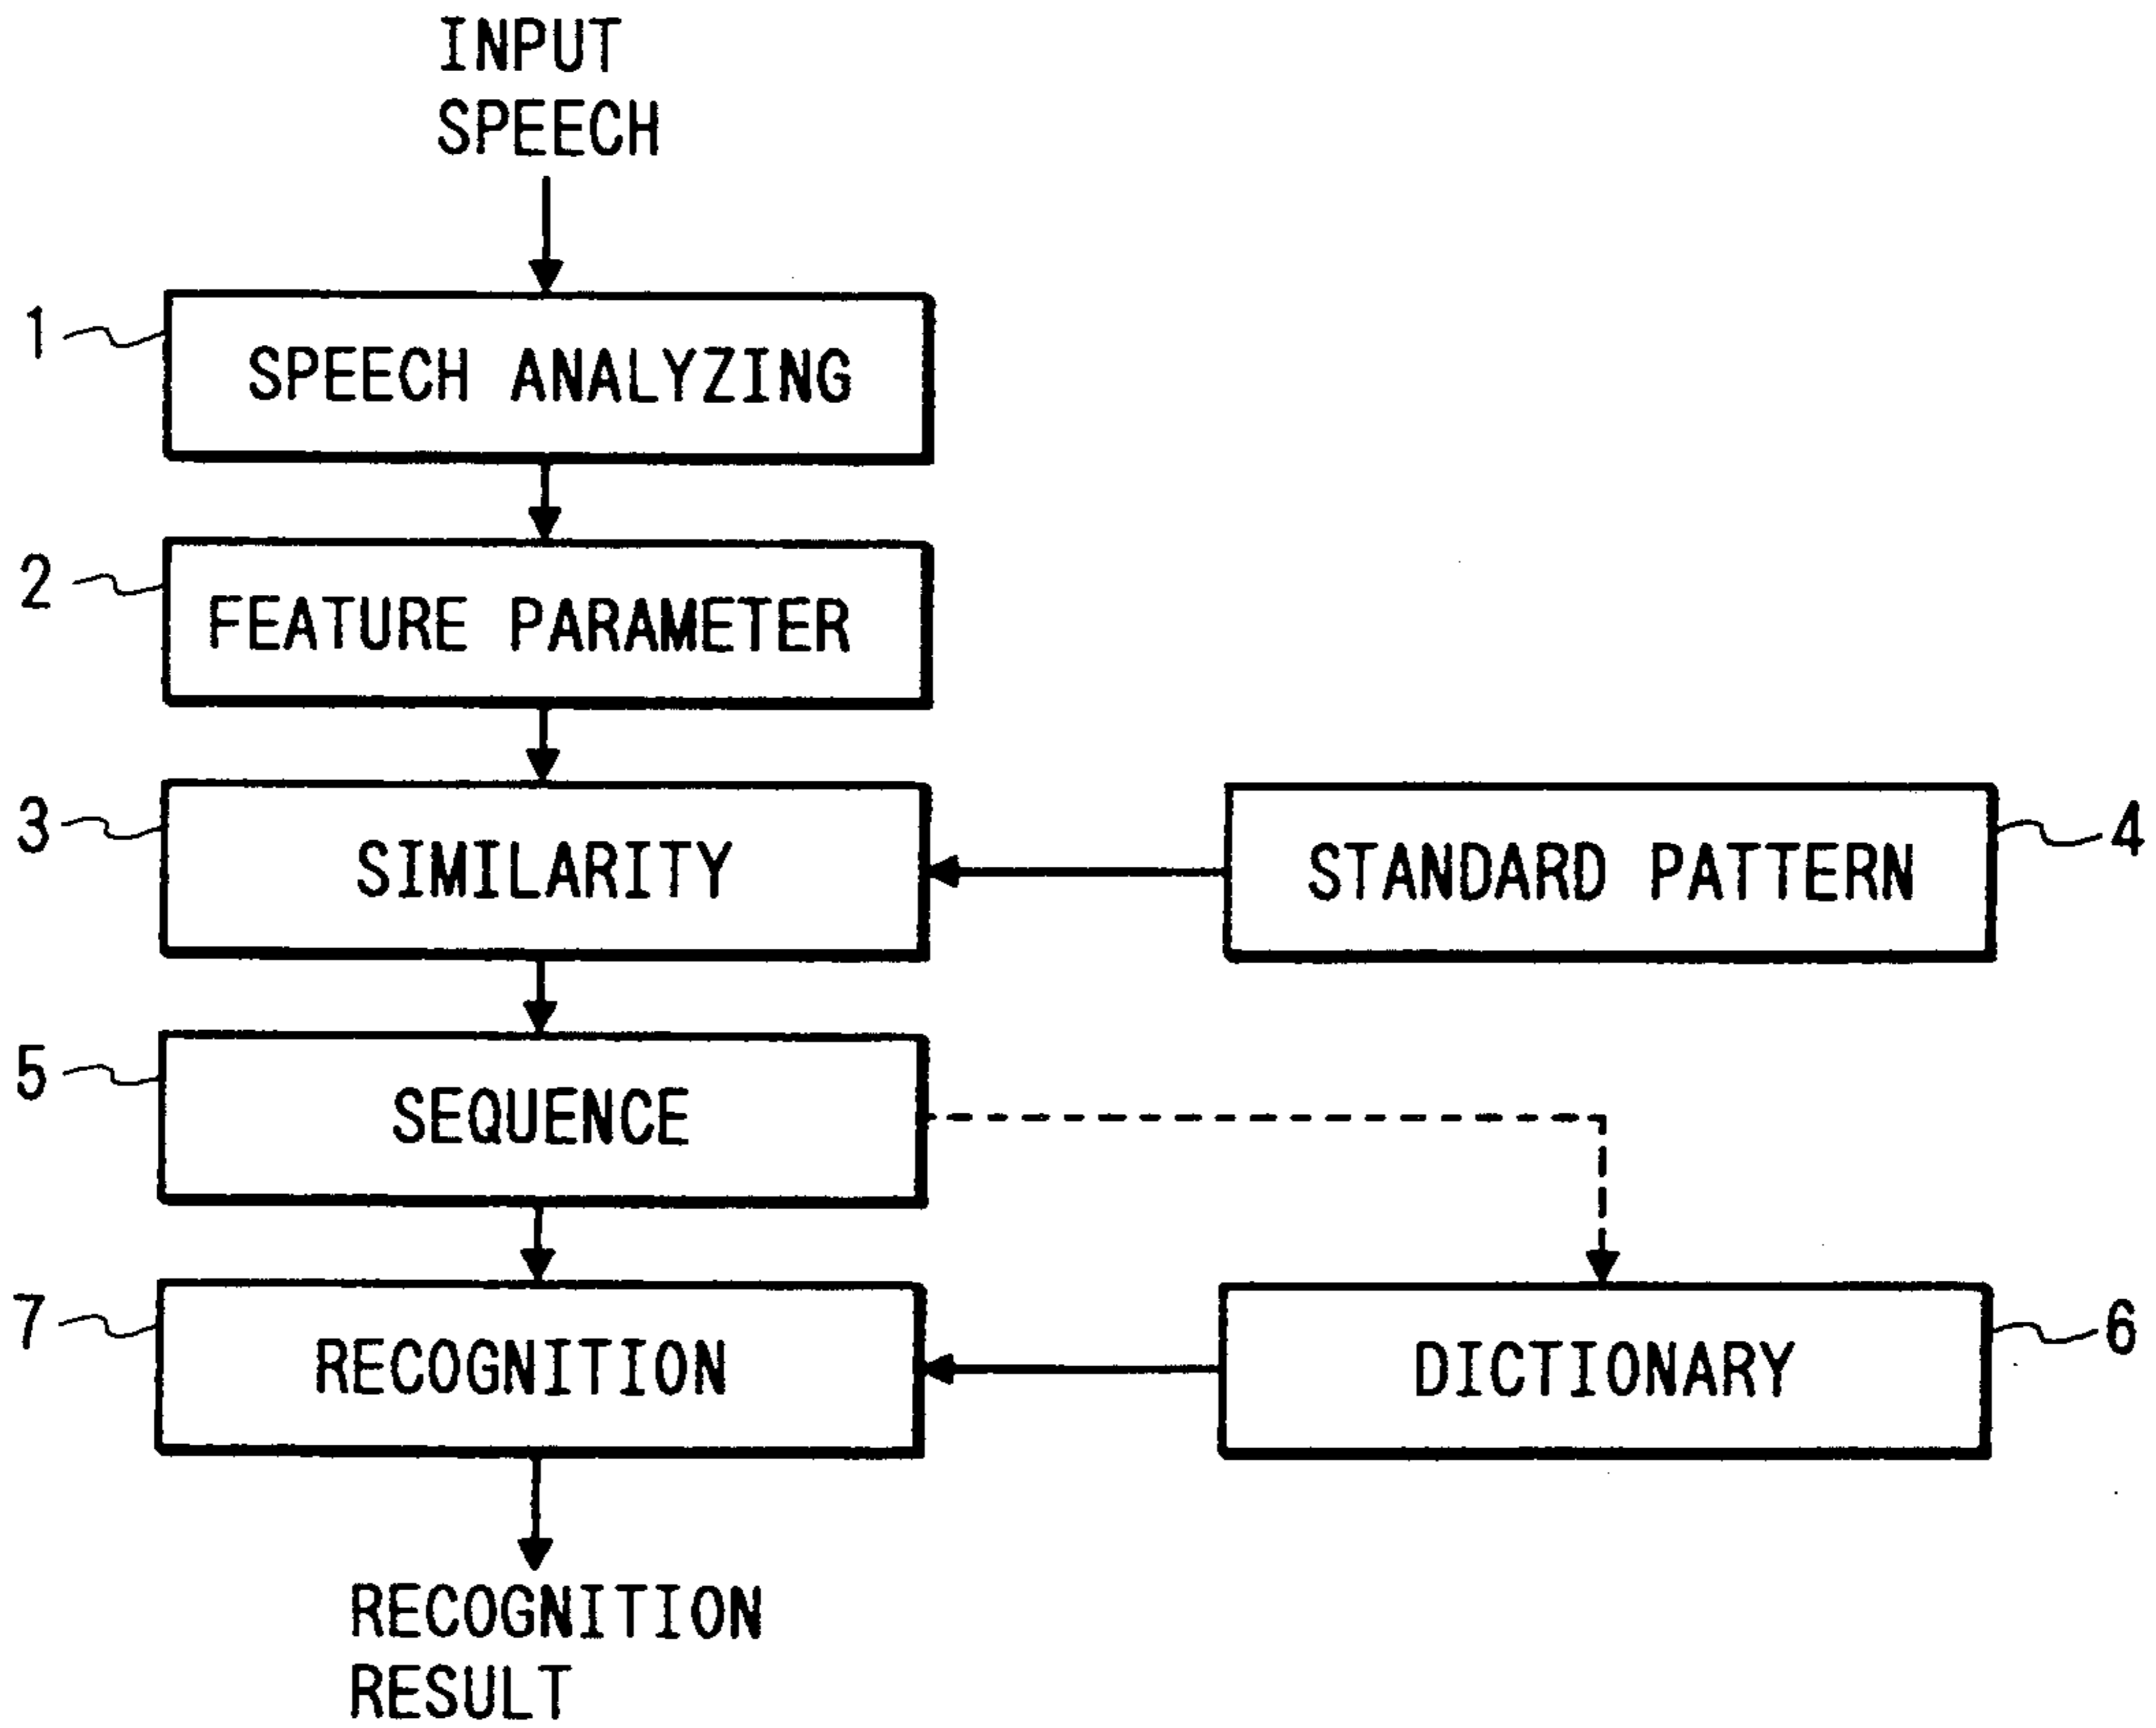 INPUT
SPEECH
1
SPEECH ANALYZING
2
FEATURE PARAMETER
3
SIMILARITY
STANDARD PATTERN
4
5
SEQUENCE
7
RECOGNITION
DICTIONARY
6
RECOGNITION
RESULT